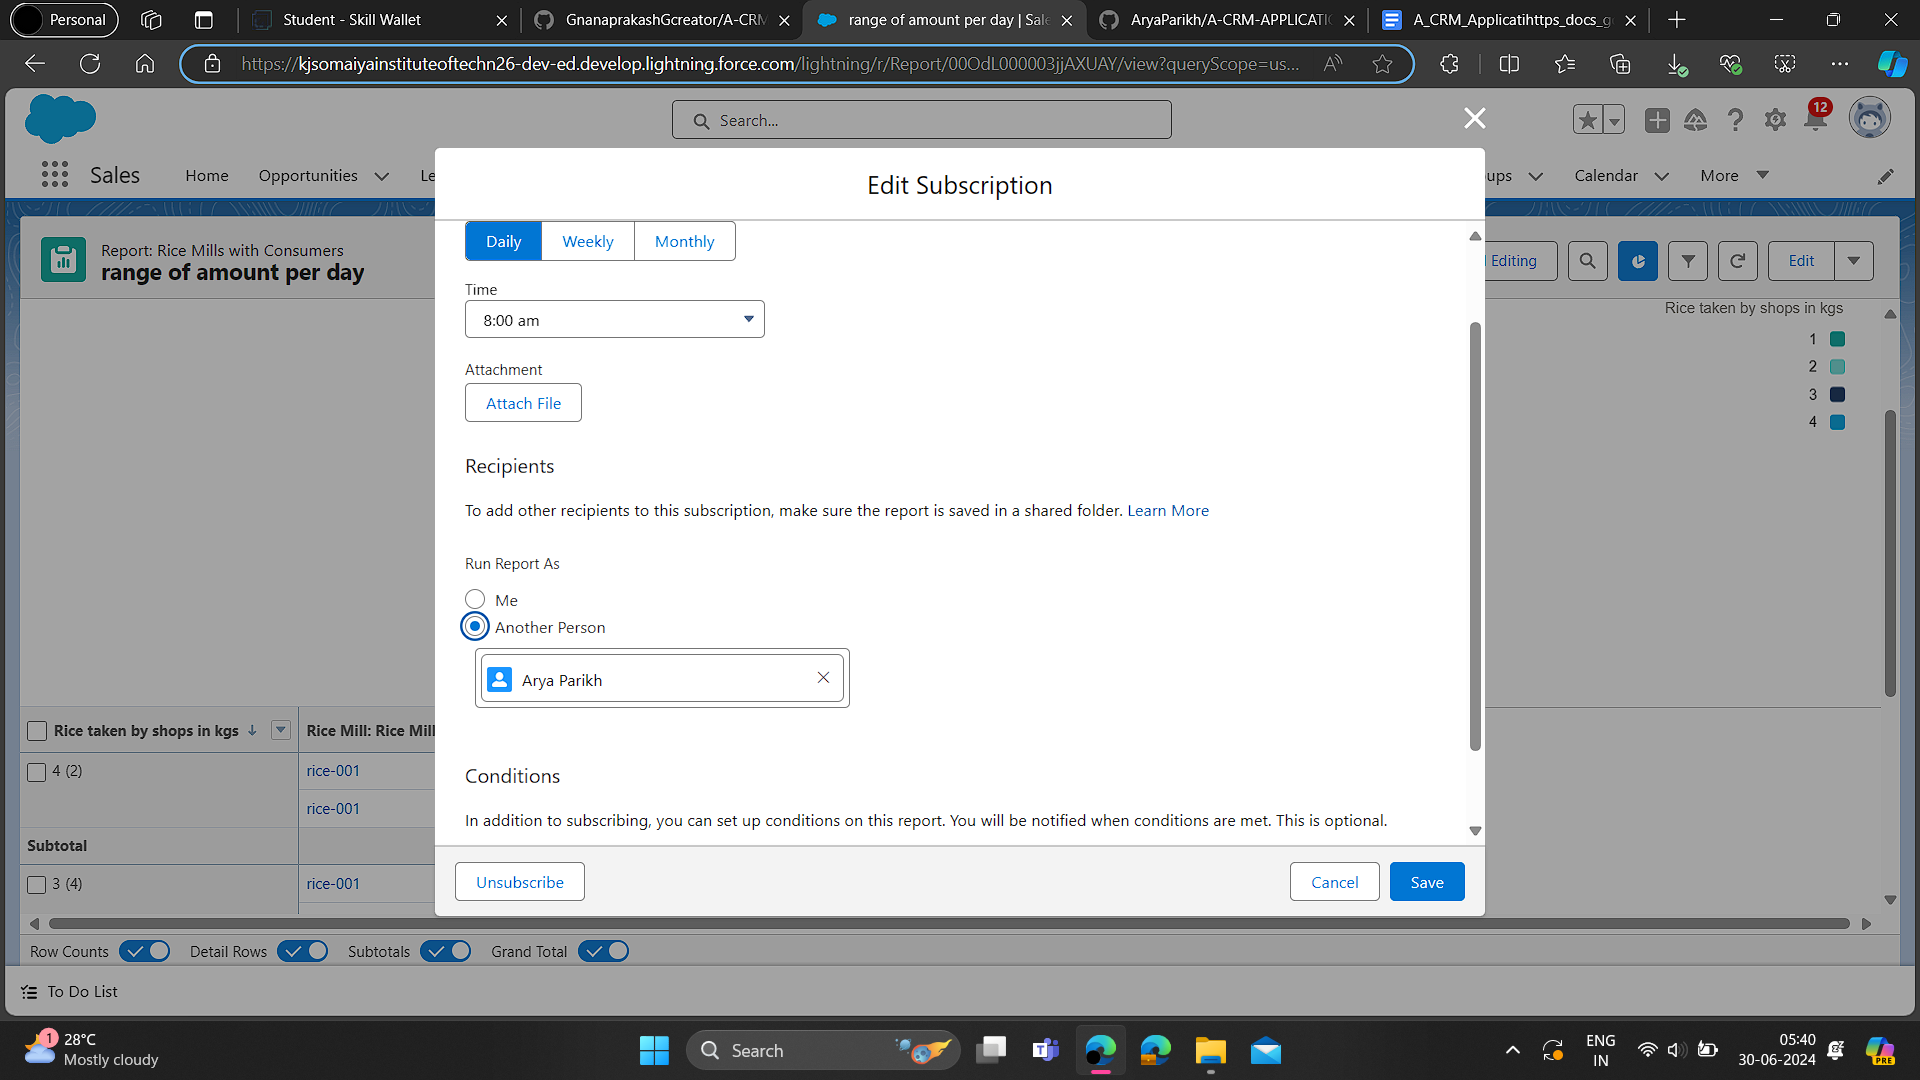 Personal
Student - Skill Wallet
GnanaprakashGcreator/A-CRM
range of amount per day | Sale
AryaParikh/A-CRM-APPLICATIO
A_CRM_Applicatihttps_docs_g
https://kjsomaiyainstituteoftechn26-dev-ed.develop.lightning.force.com/lightning/r/Report/00OdL000003jjAXUAY/view?queryScope=us...
Search...
12
Sales
Home
Opportunities
Le
ups
Calendar
More
Edit Subscription
Report: Rice Mills with Consumers
range of amount per day
Editing
Edit
Daily
Weekly
Monthly
Time
8:00 am
Attachment
Attach File
Rice taken by shops in kgs
1
2
3
4
Recipients
To add other recipients to this subscription, make sure the report is saved in a shared folder. Learn More
Run Report As
Me
Another Person
Arya Parikh
Conditions
In addition to subscribing, you can set up conditions on this report. You will be notified when conditions are met. This is optional.
Unsubscribe
Cancel
Save
Rice taken by shops in kgs
Rice Mill: Rice Mill
4 (2)
rice-001
rice-001
Subtotal
3 (4)
rice-001
Row Counts
Detail Rows
Subtotals
Grand Total
To Do List
1
28°C
Mostly cloudy
Search
ENG
IN
05:40
30-06-2024
PRE